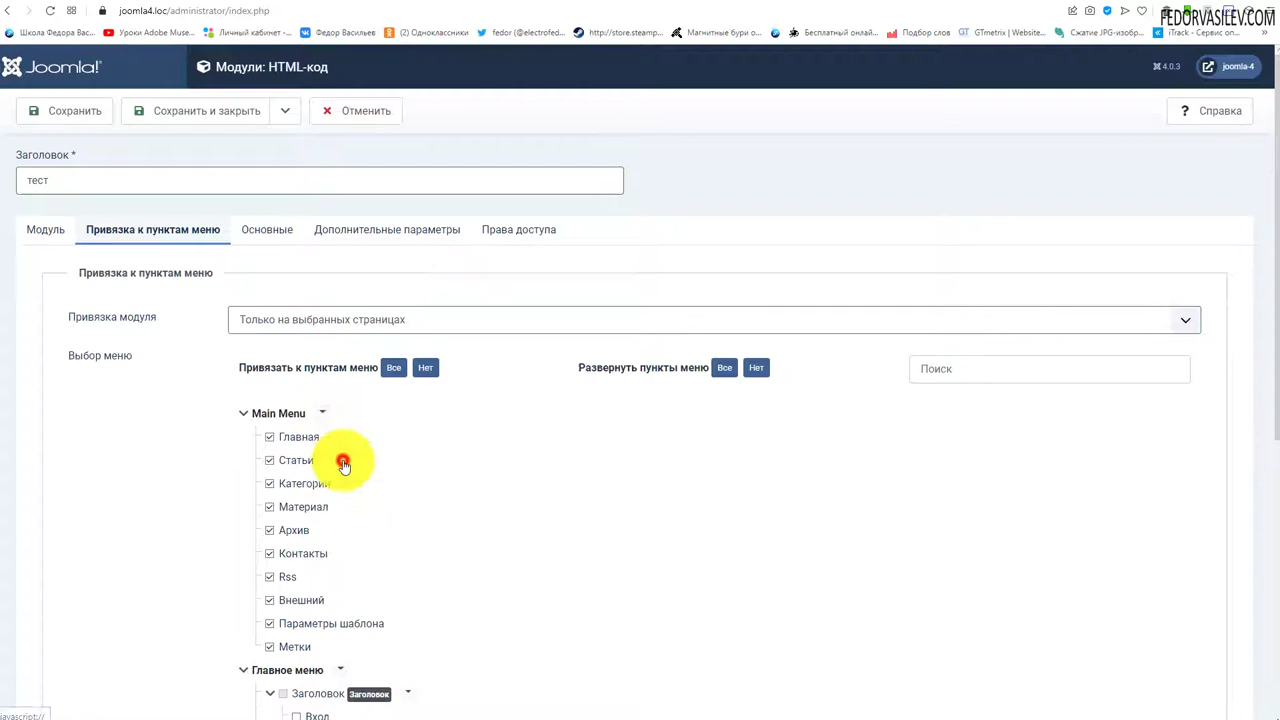 joomla4.loc/administrator/index.php
FEDORVASILEV.COM
Школа Федора Вас...
Уроки Adobe Muse...
Личный кабинет -...
Федор Васильев
(2) Одноклассники
fedor (@electrofed...
http://store.steamp...
Магнитные бури о...
Бесплатный онлай...
Подбор слов
GTmetrix | Website...
Сжатие JPG-изобр...
iTrack - Сервис оп...
Joomla!
Модули: HTML-код
4.0.3
joomla-4
Сохранить
Сохранить и закрыть
Отменить
? Справка
Заголовок *
тест
Модуль
Привязка к пунктам меню
Основные
Дополнительные параметры
Права доступа
Привязка к пунктам меню
Привязка модуля
Только на выбранных страницах
Выбор меню
Привязать к пунктам меню Все Нет
Развернуть пункты меню Все Нет
Поиск
Main Menu
Главная
Статьи
Категории
Материал
Архив
Контакты
Rss
Внешний
Параметры шаблона
Метки
Главное меню
Заголовок Заголовок
Вход
javascript://